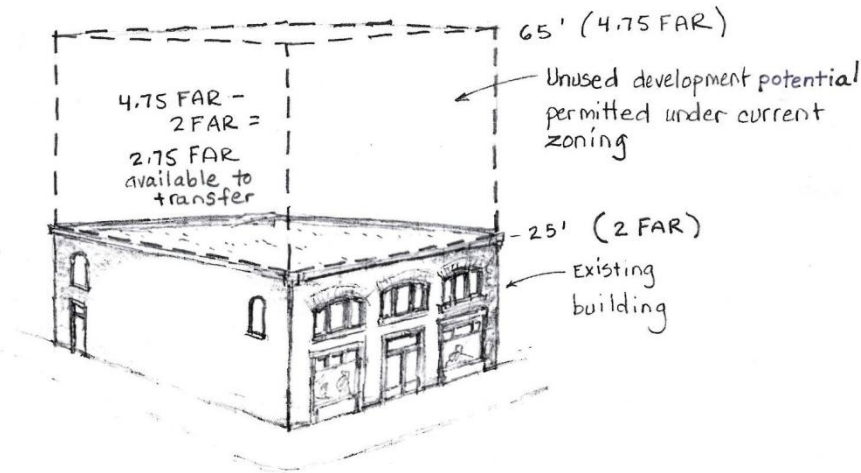 65' (4.75 FAR)
Unused development potential
permitted under current
zoning
4.75 FAR -
2 FAR =
2.75 FAR
available to
transfer
- 25' (2 FAR)
Existing
building